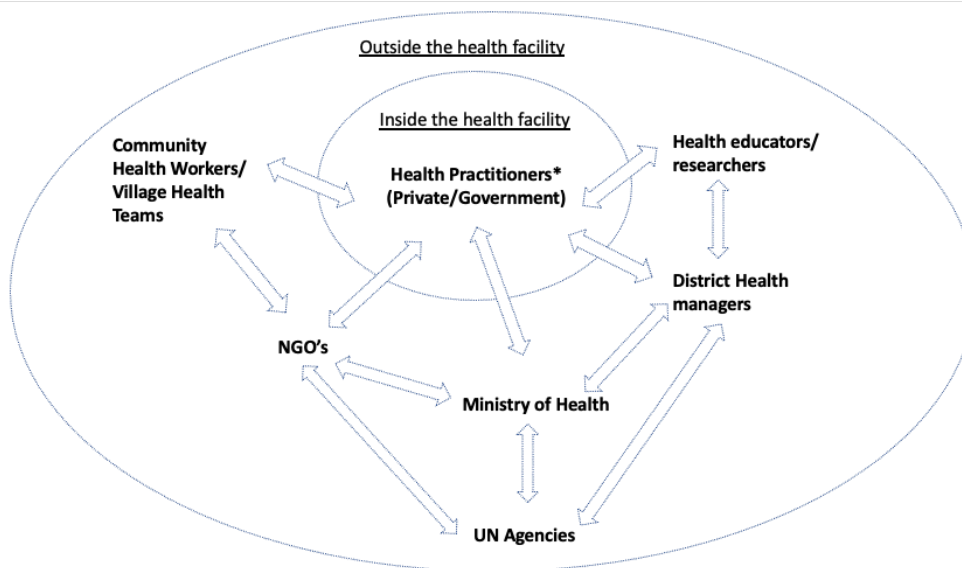 Outside the health facility
Inside the health facility
Community
Health Workers/
Village Health
Teams
Health Practitioners*
(Private/Government)
Health educators/
researchers
District Health
managers
NGO's
Ministry of Health
UN Agencies